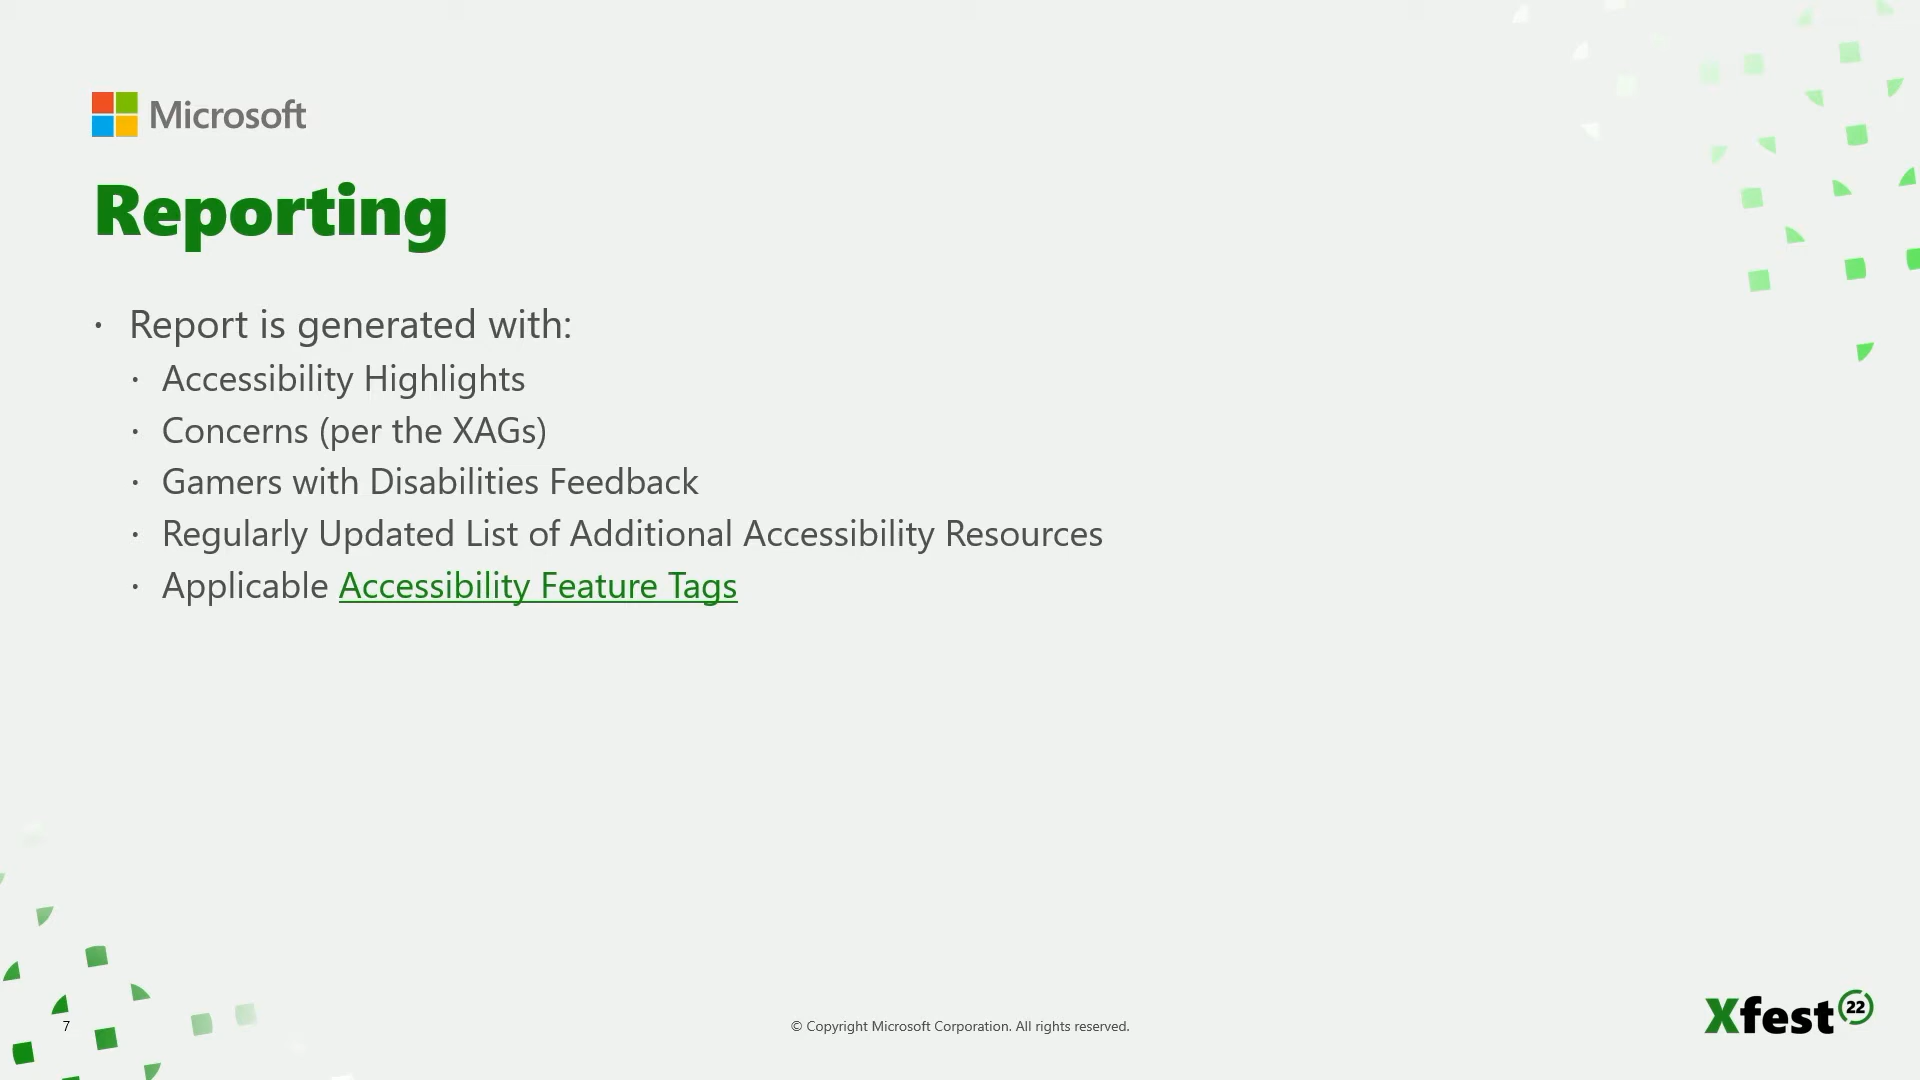 Microsoft
Reporting
· Report is generated with:
· Accessibility Highlights
· Concerns (per the XAGs)
· Gamers with Disabilities Feedback
· Regularly Updated List of Additional Accessibility Resources
· Applicable Accessibility Feature Tags
7
© Copyright Microsoft Corporation. All rights reserved.
Xfest 22